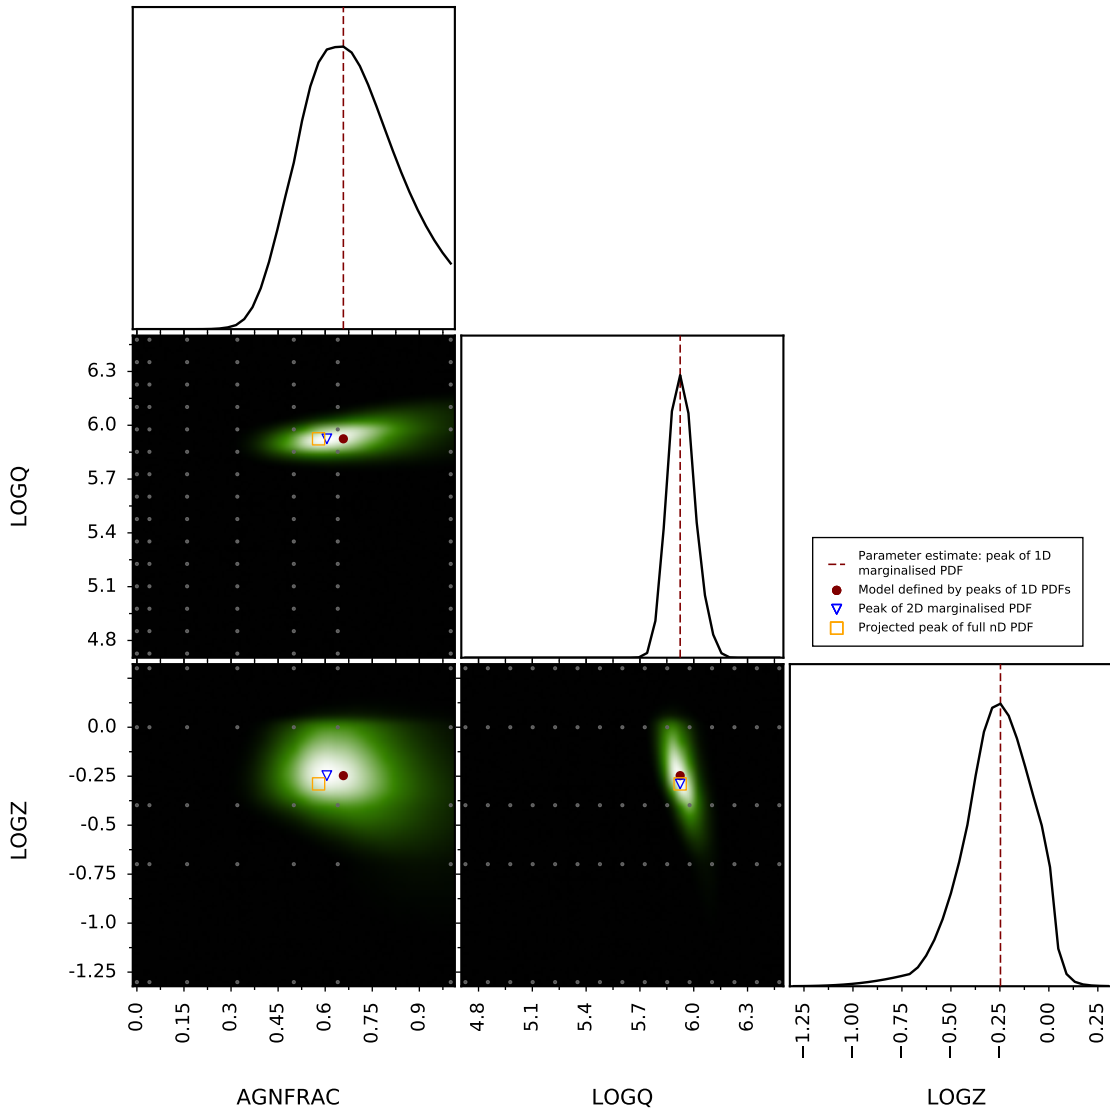 6.3
6.0
5.7
5.4
5.1
4.8
LOGQ
Parameter estimate: peak of 1D
marginalised PDF
Model defined by peaks of 1D PDFs
Peak of 2D marginalised PDF
Projected peak of full nD PDF
0.0
-0.25
-0.5
-0.75
-1.0
-1.25
LOGZ
0.0 0.15 0.3 0.45 0.6 0.75 0.9
4.8 5.1 5.4 5.7 6.0 6.3
−1.25 −1.00 −0.75 −0.50 −0.25 0.00 0.25
AGNFRAC
LOGQ
LOGZ